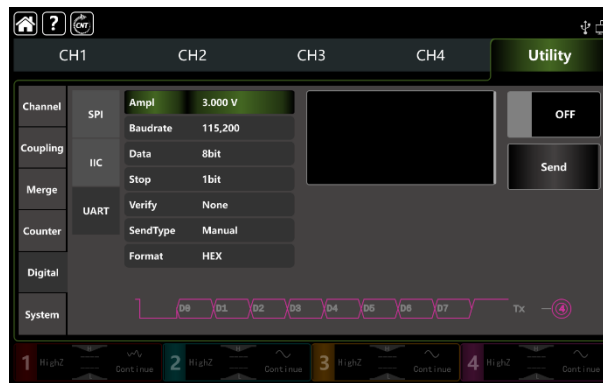 ? CNT
CH1 CH2 CH3 CH4 Utility
Channel
Coupling
Merge
Counter
Digital
System
SPI
IIC
UART
Ampl 3.000 V
Baudrate 115,200
Data 8bit
Stop 1bit
Verify None
SendType Manual
Format HEX
OFF
Send
D0 D1 D2 D3 D4 D5 D6 D7 Tx 4
1 HighZ Continue 2 HighZ Continue 3 HighZ Continue 4 HighZ Continue